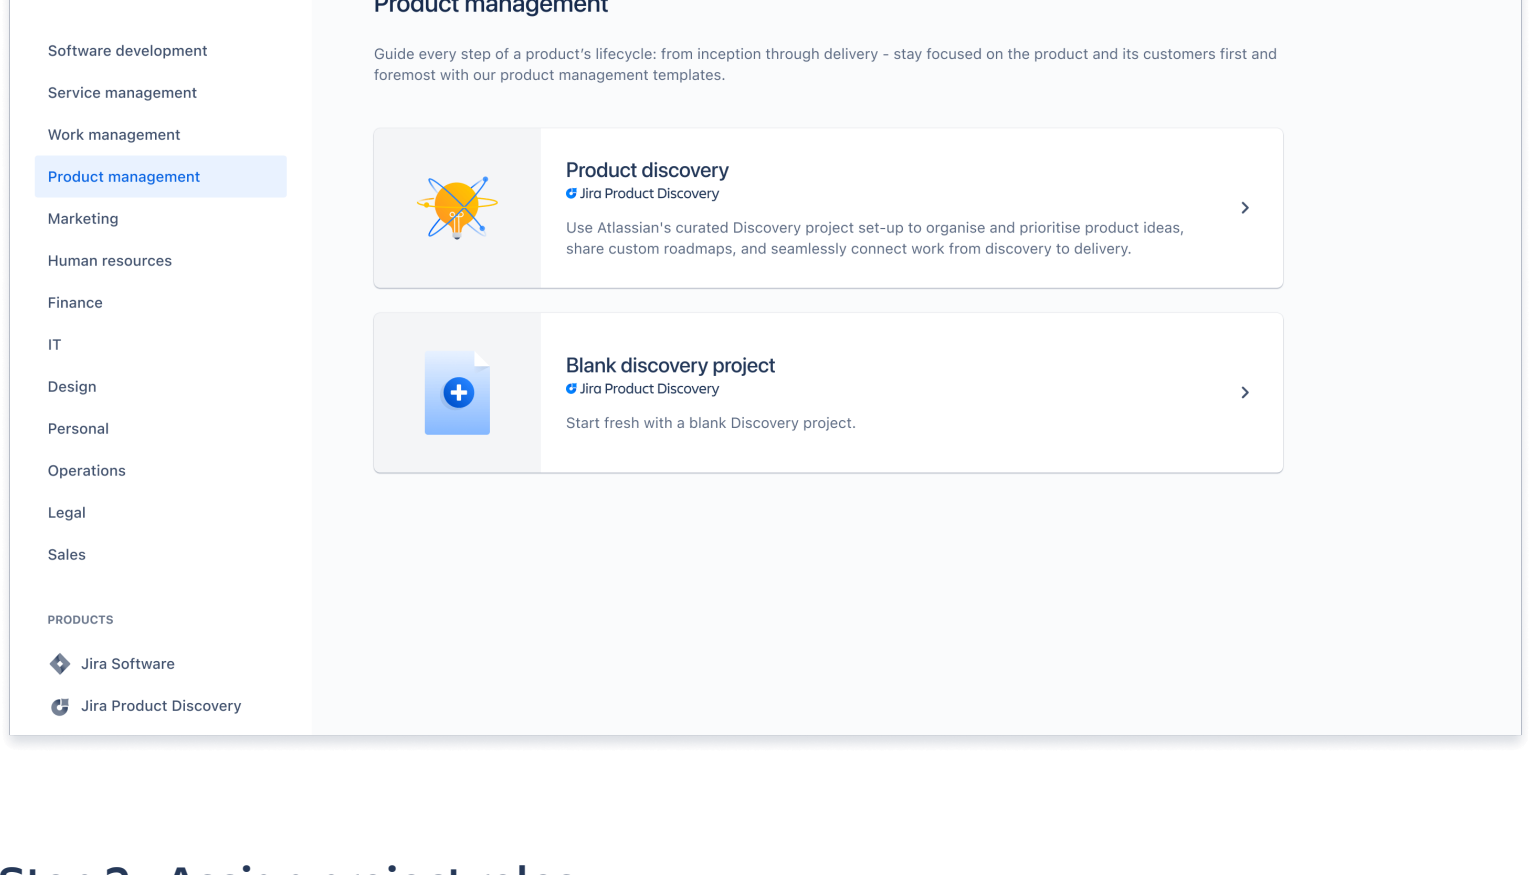 Product management
Guide every step of a product’s lifecycle: from inception through delivery - stay focused on the product and its customers first and
foremost with our product management templates.
Software development
Service management
Work management
Product management
Marketing
Human resources
Finance
IT
Design
Personal
Operations
Legal
Sales
PRODUCTS
Jira Software
Jira Product Discovery
Product discovery
Jira Product Discovery
Use Atlassian's curated Discovery project set-up to organise and prioritise product ideas,
share custom roadmaps, and seamlessly connect work from discovery to delivery.
Blank discovery project
Jira Product Discovery
Start fresh with a blank Discovery project.
Assign project roles